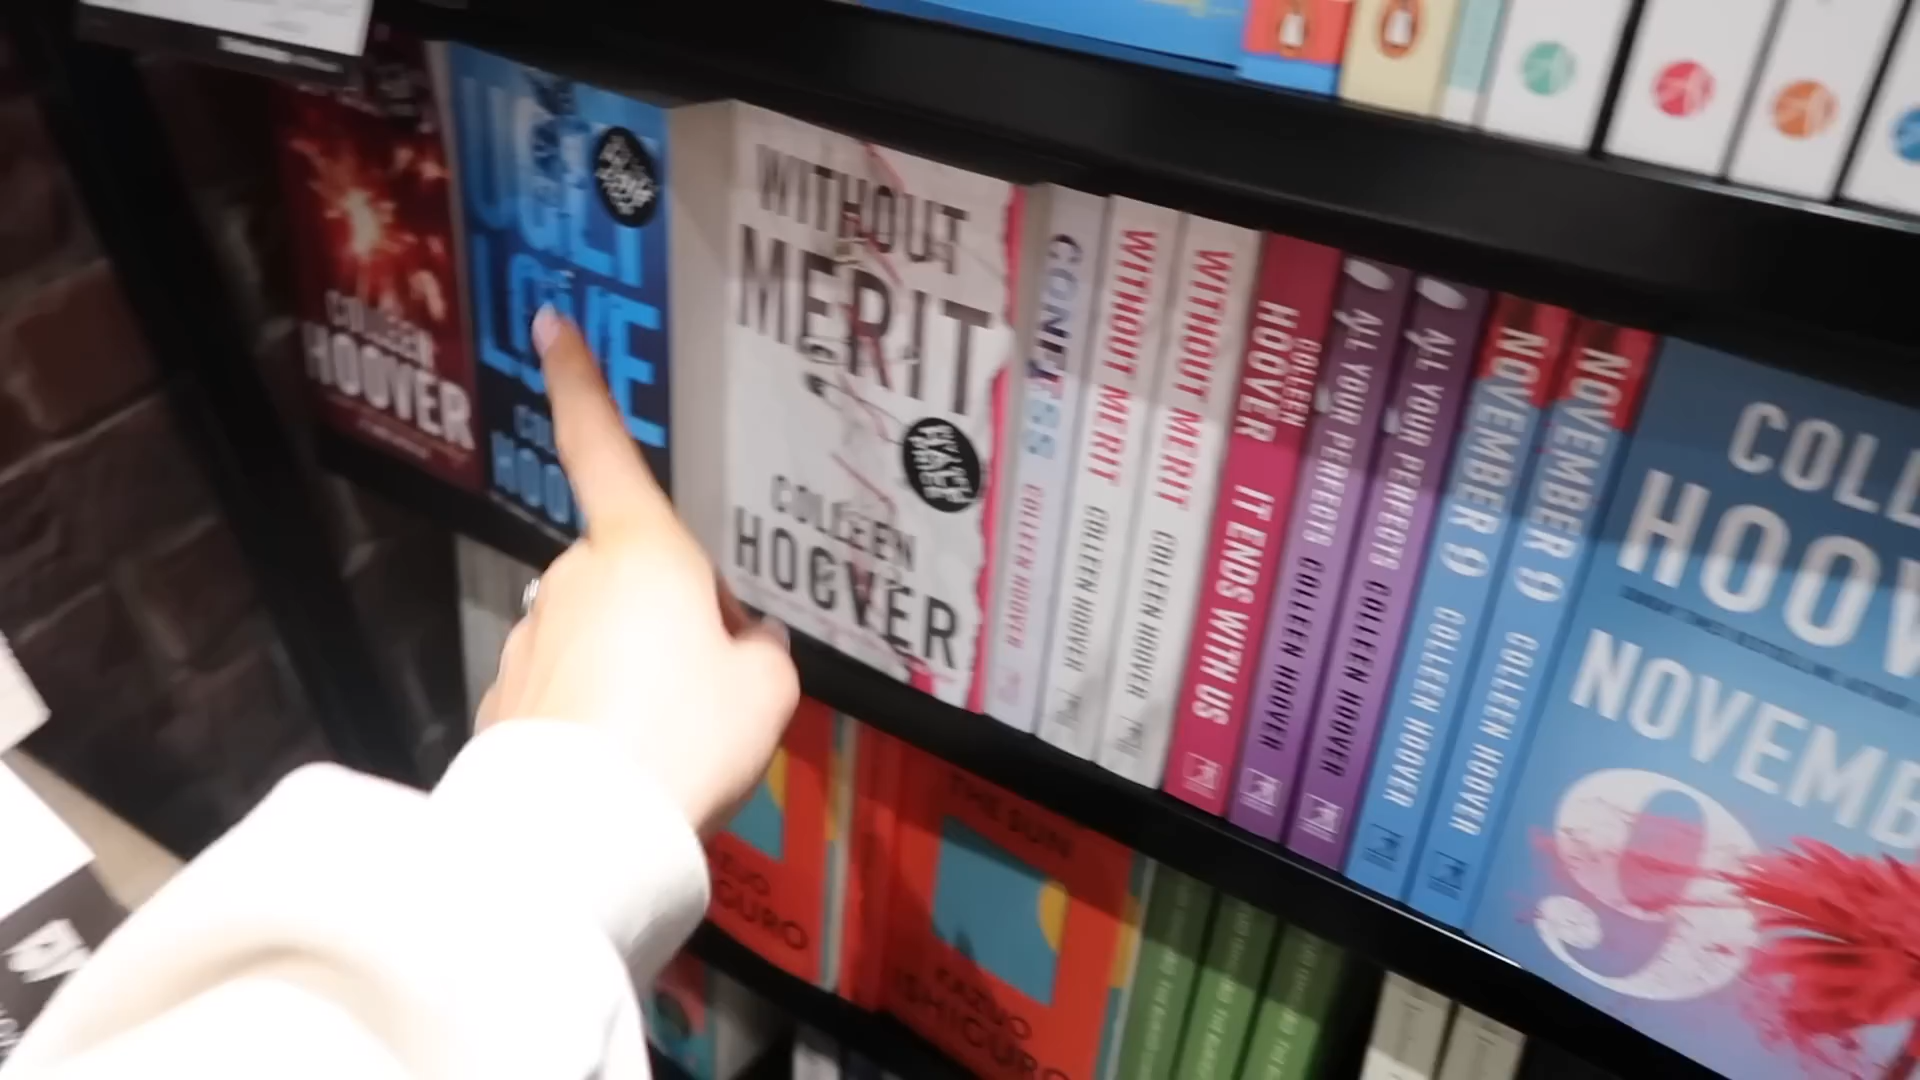 COLLEEN
HOOVER
UGLY
LOVE
HOO
WITHOUT
MERIT
COLLEEN
HOOVER
CONFESS COLLEEN HOOVER
WITHOUT MERIT COLLEEN HOOVER
WITHOUT MERIT COLLEEN HOOVER
COLLEEN HOOVER IT ENDS WITH US
ALL YOUR PERFECTS COLLEEN HOOVER
ALL YOUR PERFECTS COLLEEN HOOVER
NOVEMBER 9 COLLEEN HOOVER
NOVEMBER 9 COLLEEN HOOVER
COLL
HOOV
NOVEMB
9
GURO
THE SUN
KAZUO
ISHIGURO